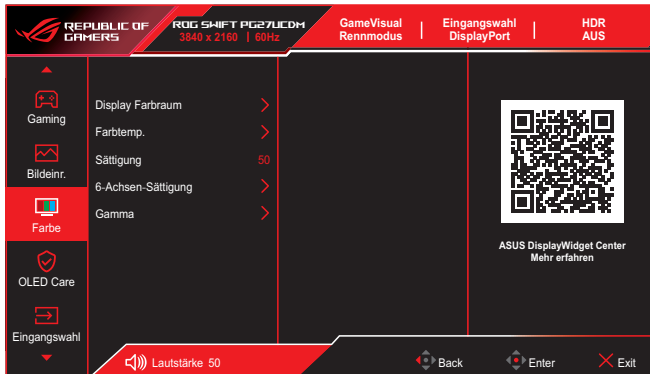 REPUBLIC OF
GAMERS
ROG SWIFT PG27UCDM
3840 x 2160 | 60Hz
GameVisual
Rennmodus
Eingangswahl
DisplayPort
HDR
AUS
Gaming
Bildeinr.
Farbe
OLED Care
Eingangswahl
Display Farbraum
Farbtemp.
Sättigung 50
6-Achsen-Sättigung
Gamma
ASUS DisplayWidget Center
Mehr erfahren
Lautstärke 50
Back
Enter
Exit